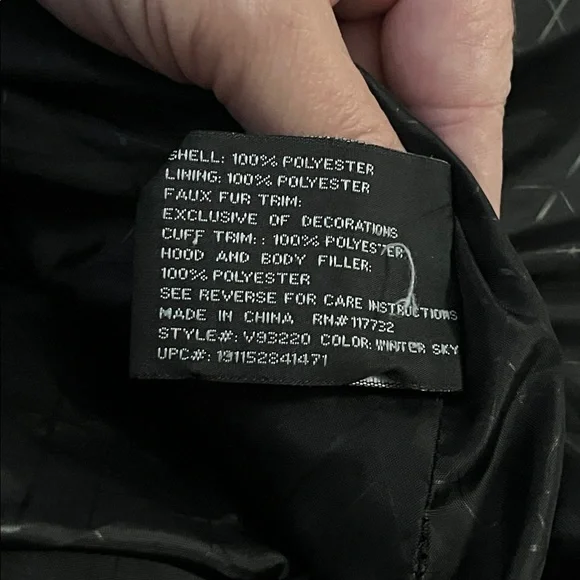 SHELL: 100% POLYESTER
LINING: 100% POLYESTER
FAUX FUR TRIM:
EXCLUSIVE OF DECORATIONS
CUFF TRIM: : 100% POLYESTER
HOOD AND BODY FILLER:
100% POLYESTER
SEE REVERSE FOR CARE INSTRUCTIONS
MADE IN CHINA RN# 117732
STYLE#: V93220 COLOR: WINTER SKY
UPC#: 191152841471